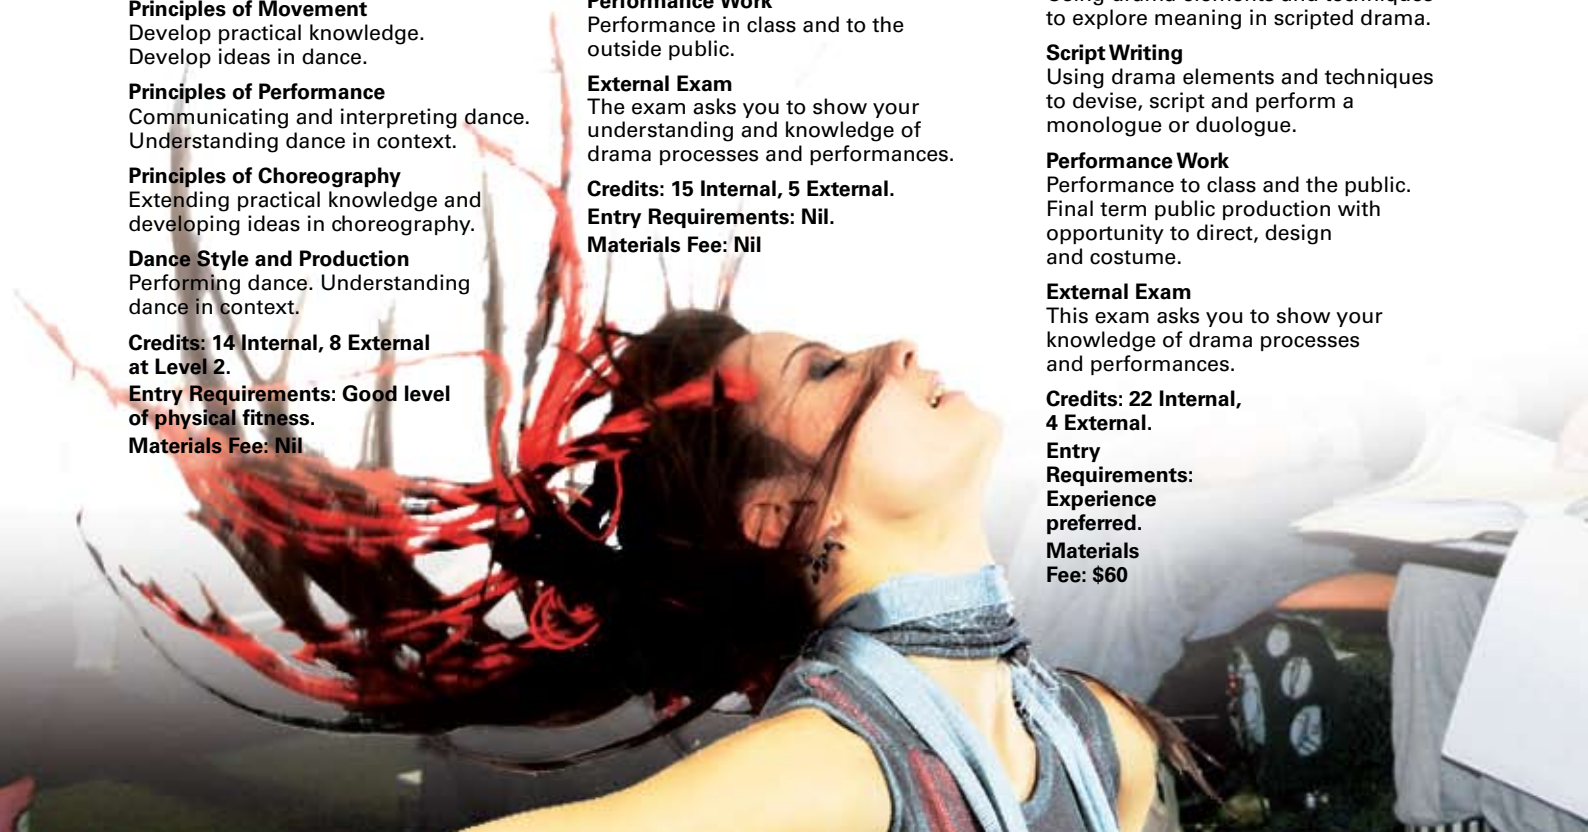 Principles of Movement
Develop practical knowledge.
Develop ideas in dance.
Principles of Performance
Communicating and interpreting dance.
Understanding dance in context.
Principles of Choreography
Extending practical knowledge and
developing ideas in choreography.
Dance Style and Production
Performing dance. Understanding
dance in context.
Credits: 14 Internal, 8 External
at Level 2.
Entry Requirements: Good level
of physical fitness.
Materials Fee: Nil
Performance Work
Performance in class and to the
outside public.
External Exam
The exam asks you to show your
understanding and knowledge of
drama processes and performances.
Credits: 15 Internal, 5 External.
Entry Requirements: Nil.
Materials Fee: Nil
Using drama elements and techniques
to explore meaning in scripted drama.
Script Writing
Using drama elements and techniques
to devise, script and perform a
monologue or duologue.
Performance Work
Performance to class and the public.
Final term public production with
opportunity to direct, design
and costume.
External Exam
This exam asks you to show your
knowledge of drama processes
and performances.
Credits: 22 Internal,
4 External.
Entry
Requirements:
Experience
preferred.
Materials
Fee: $60